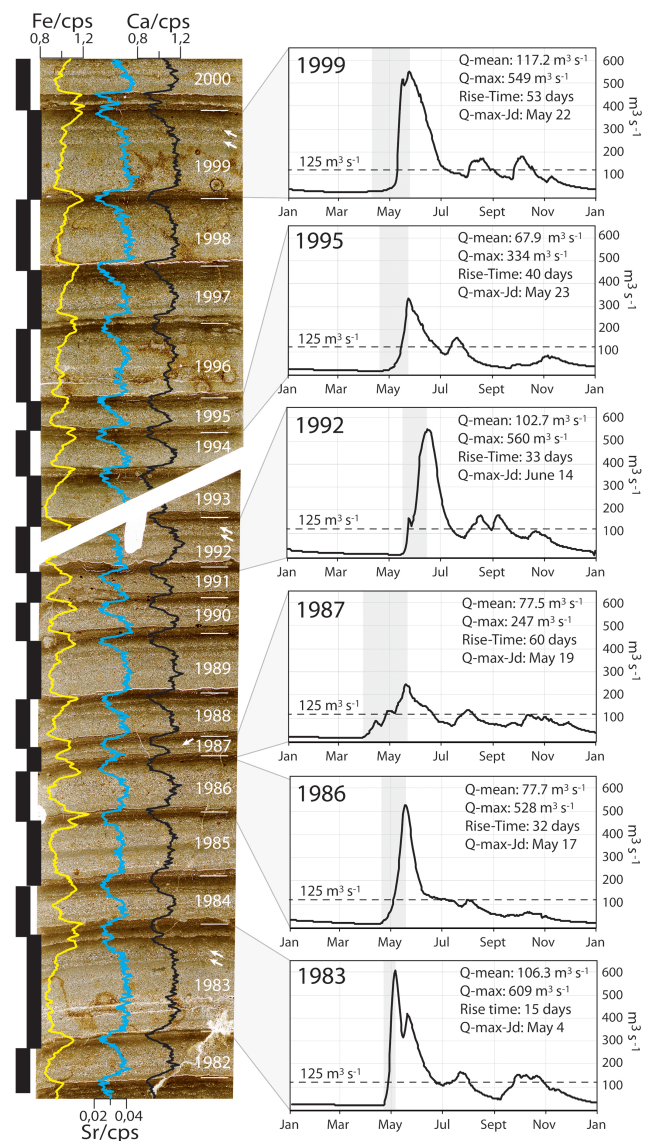 Fe/cps Ca/cps
0,8 1,2 0,8 1,2
2000
1999
1998
1997
1996
1995
1994
1993
1992
1991
1990
1989
1988
1987
1986
1985
1984
1983
1982
0,02 0,04
Sr/cps
1999
Q-mean: 117.2 m³ s-¹
Q-max: 549 m³ s-¹
Rise-Time: 53 days
Q-max-Jd: May 22
125 m³ s-¹
600
500
400
300
200
100
m³ s-¹
Jan Mar May Jul Sept Nov Jan
1995
Q-mean: 67.9 m³ s-¹
Q-max: 334 m³ s-¹
Rise-Time: 40 days
Q-max-Jd: May 23
125 m³ s-¹
600
500
400
300
200
100
m³ s-¹
Jan Mar May Jul Sept Nov Jan
1992
Q-mean: 102.7 m³ s-¹
Q-max: 560 m³ s-¹
Rise-Time: 33 days
Q-max-Jd: June 14
125 m³ s-¹
600
500
400
300
200
100
m³ s-¹
Jan Mar May Jul Sept Nov Jan
1987
Q-mean: 77.5 m³ s-¹
Q-max: 247 m³ s-¹
Rise-Time: 60 days
Q-max-Jd: May 19
125 m³ s-¹
600
500
400
300
200
100
m³ s-¹
Jan Mar May Jul Sept Nov Jan
1986
Q-mean: 77.7 m³ s-¹
Q-max: 528 m³ s-¹
Rise-Time: 32 days
Q-max-Jd: May 17
125 m³ s-¹
600
500
400
300
200
100
m³ s-¹
Jan Mar May Jul Sept Nov Jan
1983
Q-mean: 106.3 m³ s-¹
Q-max: 609 m³ s-¹
Rise time: 15 days
Q-max-Jd: May 4
125 m³ s-¹
600
500
400
300
200
100
m³ s-¹
Jan Mar May Jul Sept Nov Jan